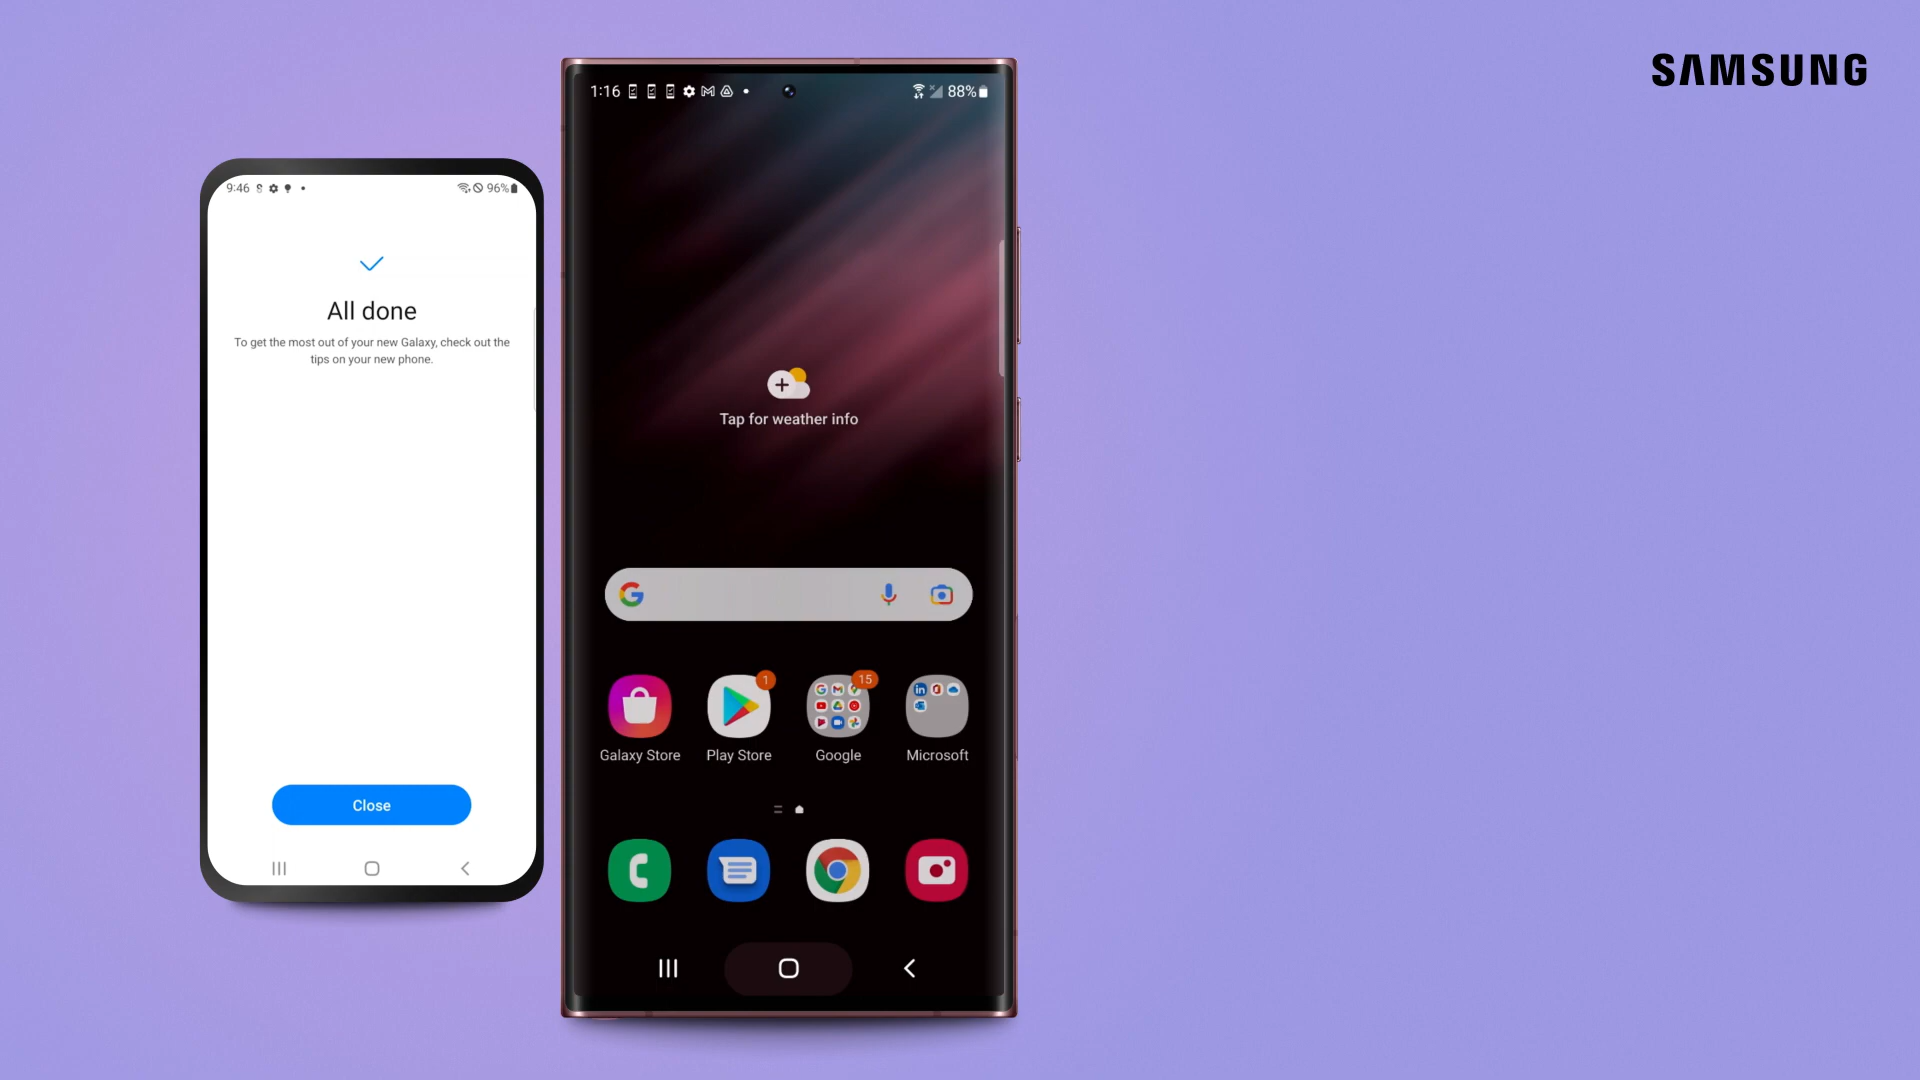 SAMSUNG
9:46
96%
All done
To get the most out of your new Galaxy, check out the
tips on your new phone.
Close
1:16
88%
Tap for weather info
1
15
Galaxy Store
Play Store
Google
Microsoft